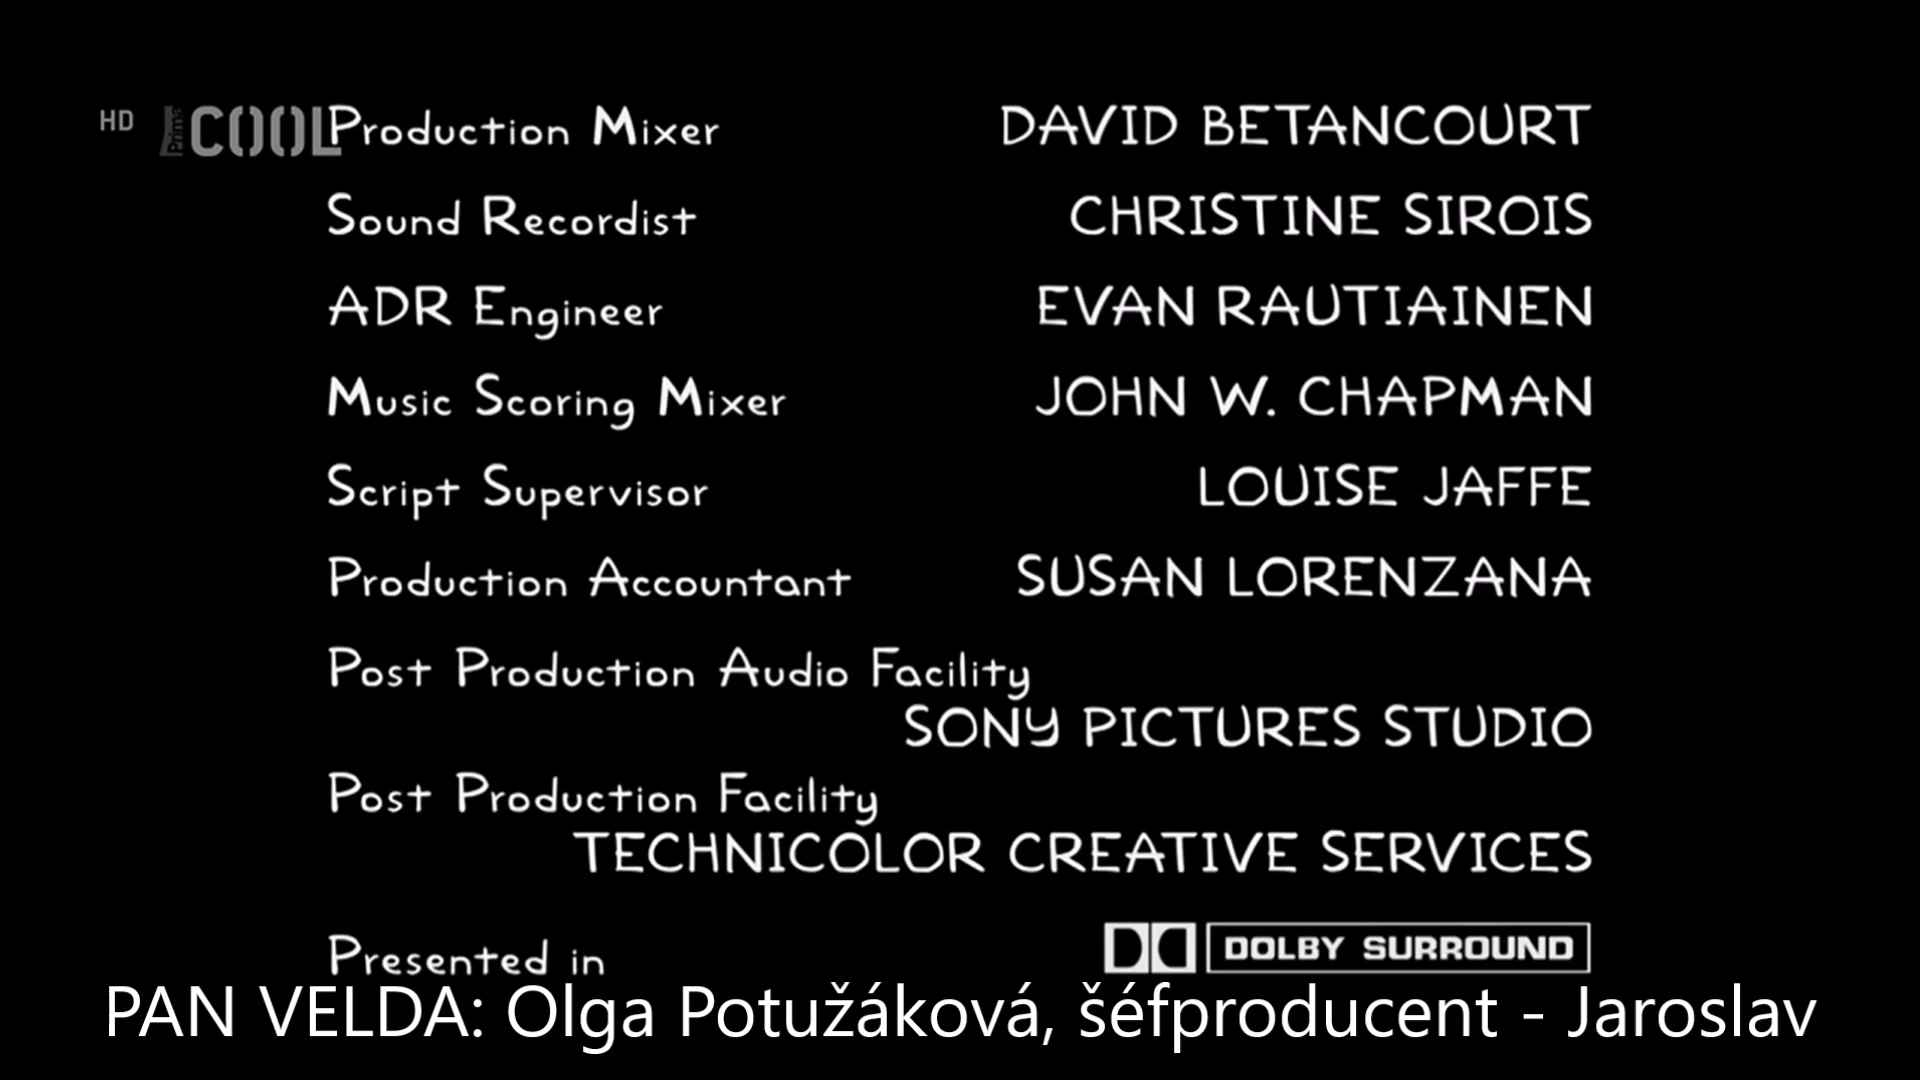 HD Prima COOL
Production Mixer DAVID BETANCOURT
Sound Recordist CHRISTINE SIROIS
ADR Engineer EVAN RAUTIAINEN
Music Scoring Mixer JOHN W. CHAPMAN
Script Supervisor LOUISE JAFFE
Production Accountant SUSAN LORENZANA
Post Production Audio Facility
SONY PICTURES STUDIO
Post Production Facility
TECHNICOLOR CREATIVE SERVICES
Presented in DOLBY SURROUND
PAN VELDA: Olga Potužáková, šéfproducent - Jaroslav